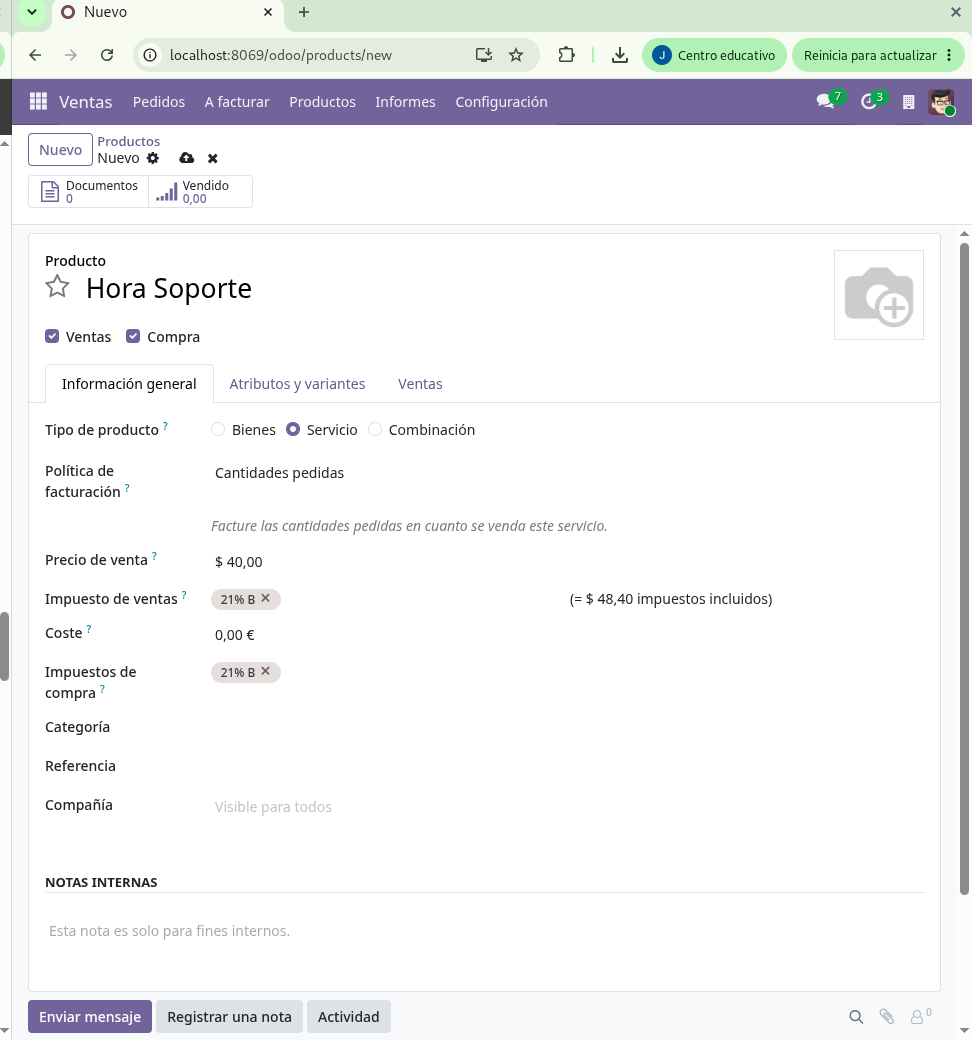 Nuevo
localhost:8069/odoo/products/new
J Centro educativo
Reinicia para actualizar
Ventas Pedidos A facturar Productos Informes Configuración 7 3
Nuevo
Productos
Nuevo
Documentos
0
Vendido
0,00
Producto
Hora Soporte
Ventas Compra
Información general Atributos y variantes Ventas
Tipo de producto ? Bienes Servicio Combinación
Política de
facturación ?
Cantidades pedidas
Facture las cantidades pedidas en cuanto se venda este servicio.
Precio de venta ? $ 40,00
Impuesto de ventas ? 21% B (= $ 48,40 impuestos incluidos)
Coste ? 0,00 €
Impuestos de
compra ?
21% B
Categoría
Referencia
Compañía Visible para todos
NOTAS INTERNAS
Esta nota es solo para fines internos.
Enviar mensaje Registrar una nota Actividad 0